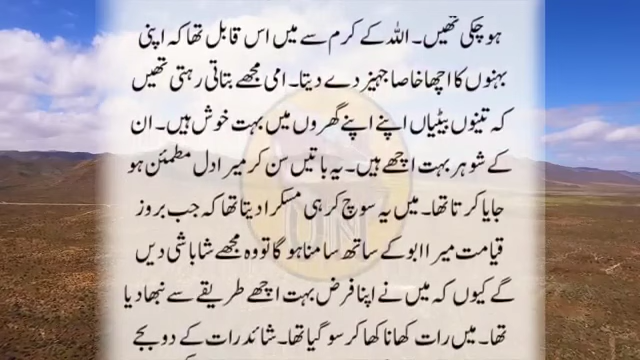 ہو چکی تھیں۔ اللہ کے کرم سے میں اس قابل تھا کہ اپنی
بہنوں کا اچھا خاصا جہیز دے دیتا۔ امی مجھے بتاتی رہتی تھیں
کہ تینوں بیٹیاں اپنے اپنے گھروں میں بہت خوش ہیں۔ ان
کے شوہر بہت اچھے ہیں۔ یہ باتیں سن کر میرا دل مطمئن ہو
جایا کرتا تھا۔ میں یہ سوچ کر ہی مسکرا دیتا تھا کہ جب بروز
قیامت میرا ابو کے ساتھ سامنا ہو گا تو وہ مجھے شاباشی دیں
گے کیوں کہ میں نے اپنا فرض بہت اچھے طریقے سے نبھا دیا
تھا۔ میں رات کھانا کھا کر سو گیا تھا۔ شائد رات کے دو بجے